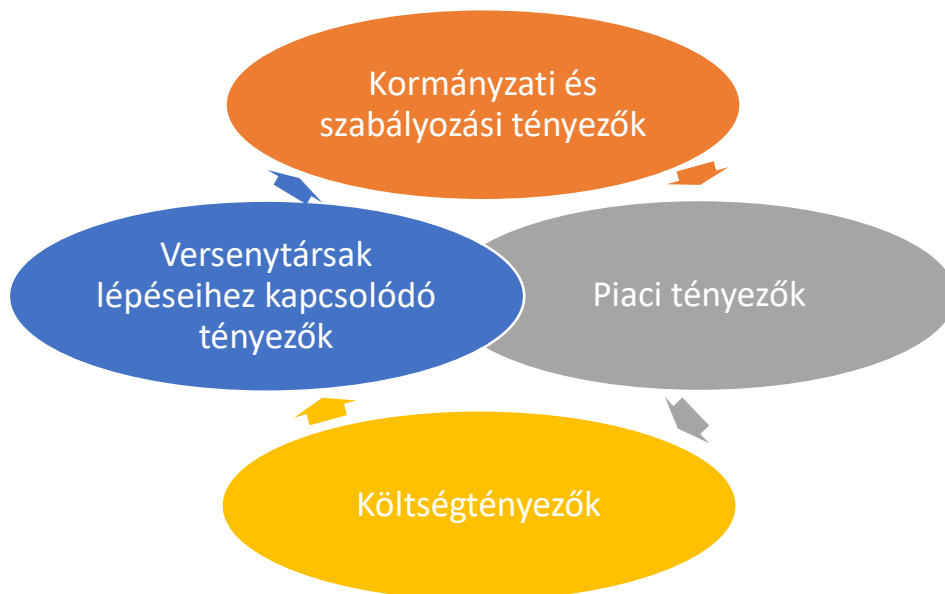 Kormányzati és
szabályozási tényezők
Versenytársak
lépéseihez kapcsolódó
tényezők
Piaci tényezők
Költségtényezők